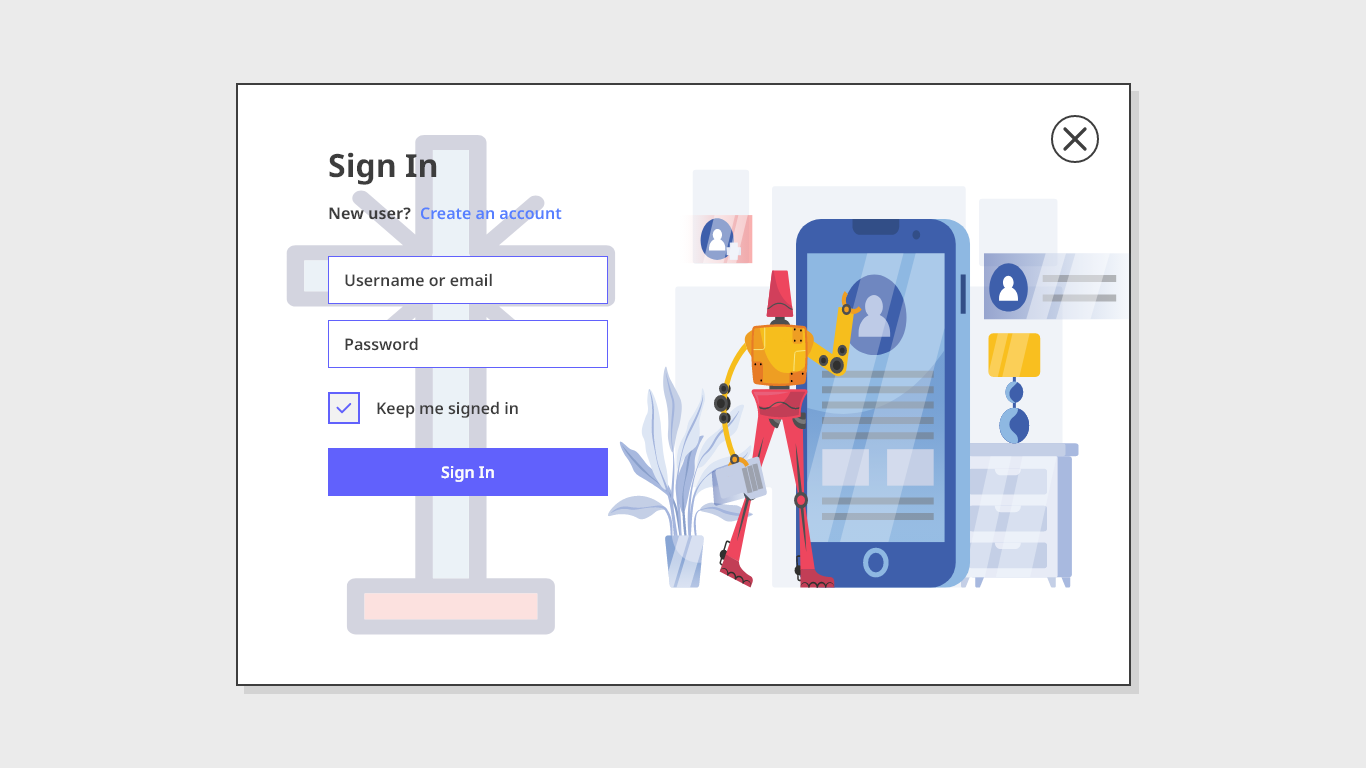 Sign In
New user? Create an account
Username or email
Password
Keep me signed in
Sign In